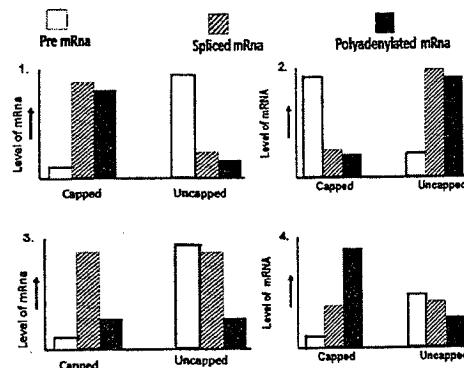 Pre mRna Spliced mRna Polyadenylated mRna
1. 2.
Level of mRna Level of mRNA
Capped Uncapped Capped Uncapped
3. 4.
Level of mRna Level of mRNA
Capped Uncapped Capped Uncapped